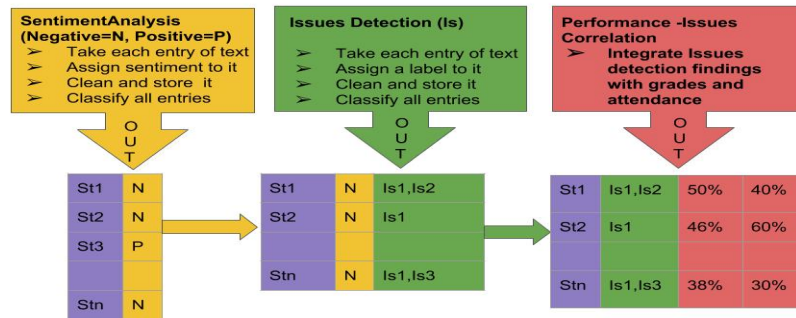 SentimentAnalysis
(Negative=N, Positive=P)
➢ Take each entry of text
➢ Assign sentiment to it
➢ Clean and store it
➢ Classify all entries
O
U
T
Issues Detection (Is)
➢ Take each entry of text
➢ Assign a label to it
➢ Clean and store it
➢ Classify all entries
O
U
T
Performance -Issues
Correlation
➢ Integrate Issues
detection findings
with grades and
attendance
O
U
T
St1 N
St2 N
St3 P
Stn N
St1 N Is1,Is2
St2 N Is1
Stn N Is1,Is3
St1 Is1,Is2 50% 40%
St2 Is1 46% 60%
Stn Is1,Is3 38% 30%